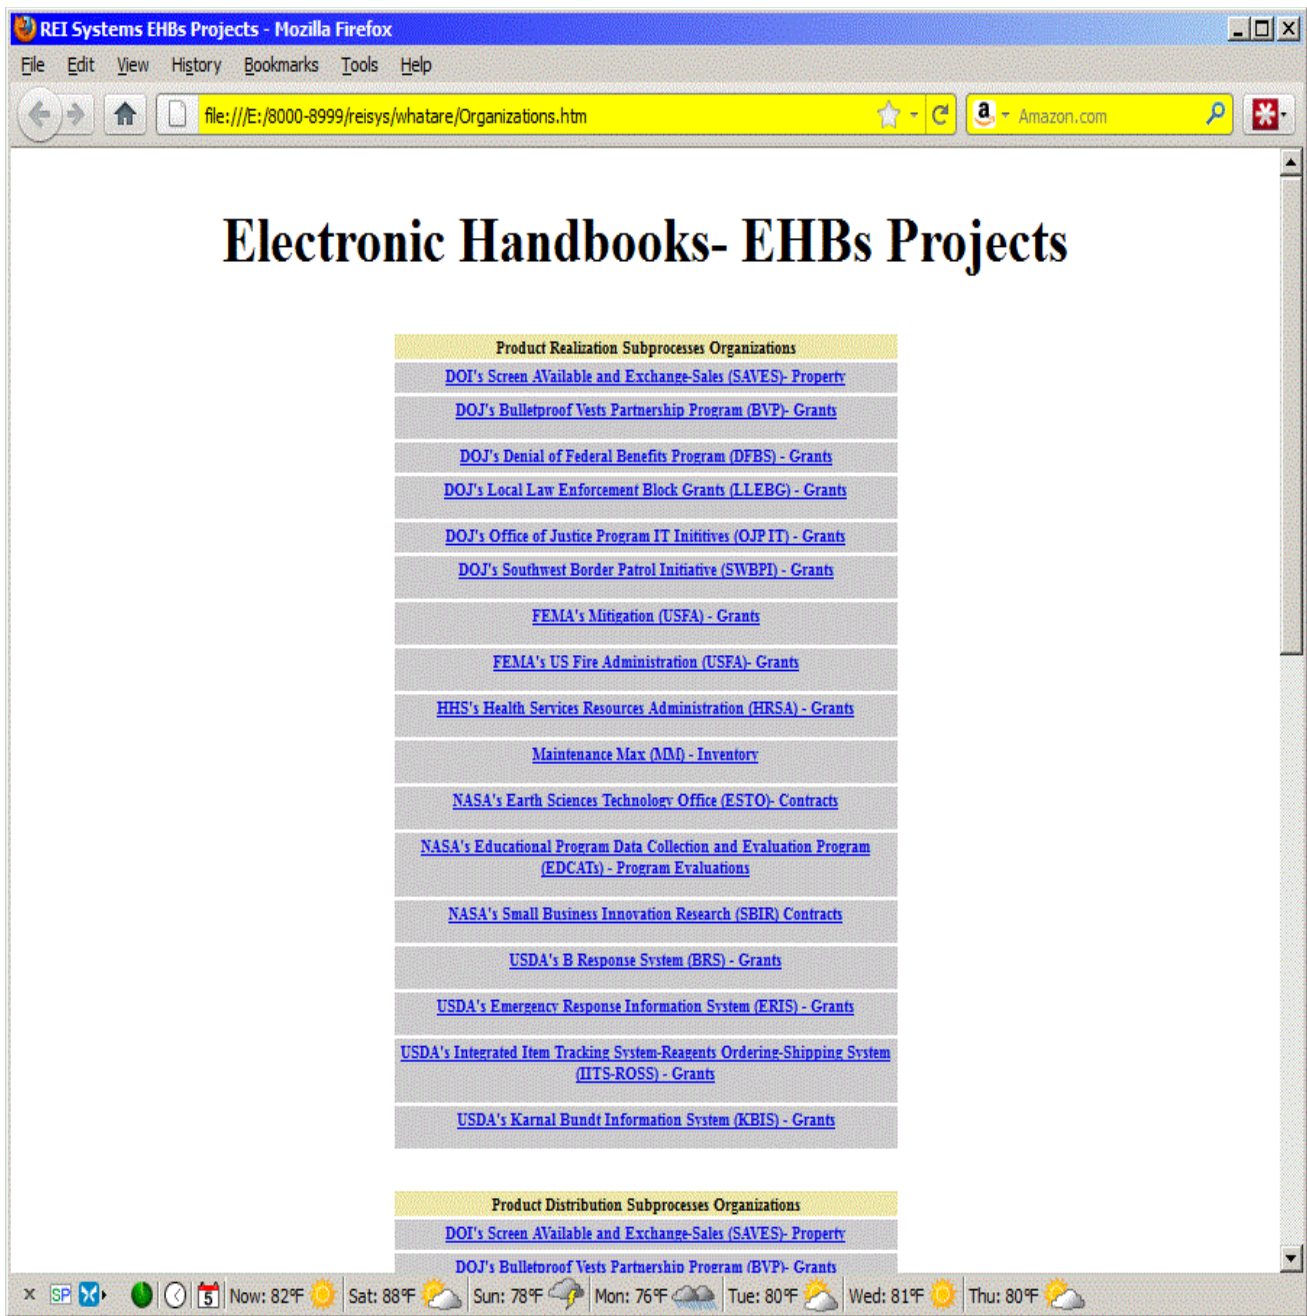 REI Systems EHBs Projects - Mozilla Firefox
File Edit View History Bookmarks Tools Help
file:///E:/8000-8999/reisys/whatare/Organizations.htm
a Amazon.com
Electronic Handbooks- EHBs Projects
Product Realization Subprocesses Organizations
DOI's Screen AVailable and Exchange-Sales (SAVES)- Property
DOJ's Bulletproof Vests Partnership Program (BVP)- Grants
DOJ's Denial of Federal Benefits Program (DFBS) - Grants
DOJ's Local Law Enforcement Block Grants (LLEBG) - Grants
DOJ's Office of Justice Program IT Inititives (OJP IT) - Grants
DOJ's Southwest Border Patrol Initiative (SWBPI) - Grants
FEMA's Mitigation (USFA) - Grants
FEMA's US Fire Administration (USFA)- Grants
HHS's Health Services Resources Administration (HRSA) - Grants
Maintenance Max (MM) - Inventory
NASA's Earth Sciences Technology Office (ESTO)- Contracts
NASA's Educational Program Data Collection and Evaluation Program
(EDCATs) - Program Evaluations
NASA's Small Business Innovation Research (SBIR) Contracts
USDA's B Response System (BRS) - Grants
USDA's Emergency Response Information System (ERIS) - Grants
USDA's Integrated Item Tracking System-Reagents Ordering-Shipping System
(IITS-ROSS) - Grants
USDA's Karnal Bundt Information System (KBIS) - Grants
Product Distribution Subprocesses Organizations
DOI's Screen AVailable and Exchange-Sales (SAVES)- Property
DOJ's Bulletproof Vests Partnership Program (BVP)- Grants
SP 5 Now: 82°F Sat: 88°F Sun: 78°F Mon: 76°F Tue: 80°F Wed: 81°F Thu: 80°F